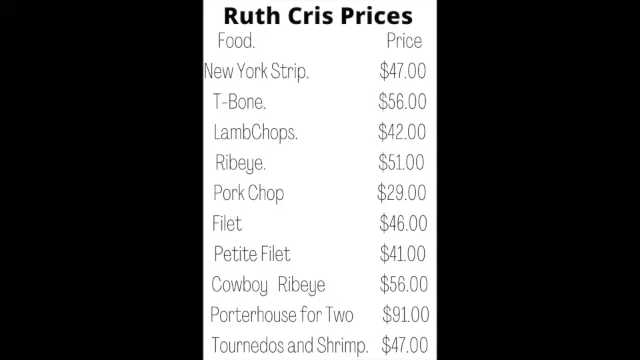 Ruth Cris Prices
Food. Price
New York Strip. $47.00
T-Bone. $56.00
LambChops. $42.00
Ribeye. $51.00
Pork Chop $29.00
Filet $46.00
Petite Filet $41.00
Cowboy Ribeye $56.00
Porterhouse for Two $91.00
Tournedos and Shrimp. $47.00